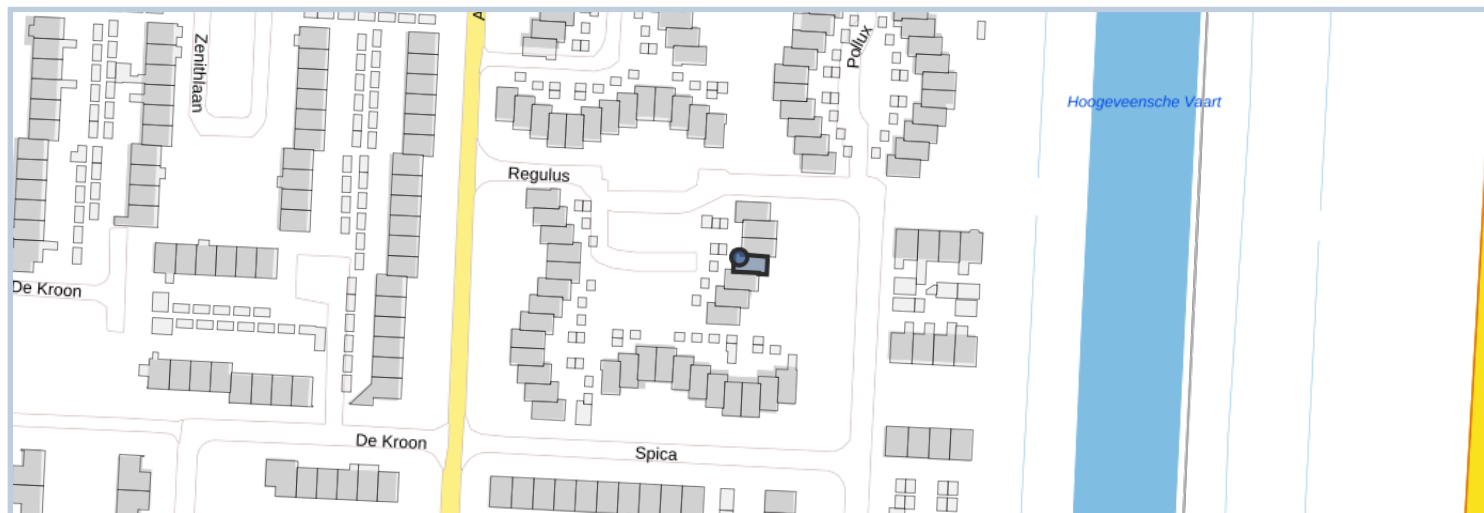 A
Zenithlaan
Pollux
Hoogeveensche Vaart
Regulus
De Kroon
De Kroon
Spica